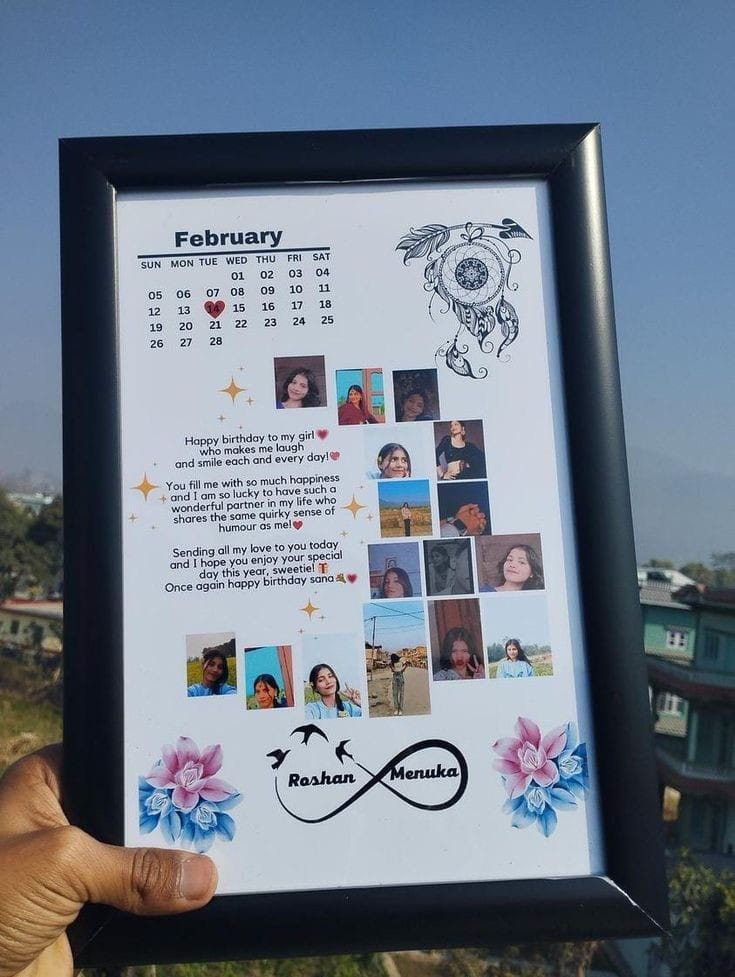 February
SUN MON TUE WED THU FRI SAT
01 02 03 04
05 06 07 08 09 10 11
12 13 14 15 16 17 18
19 20 21 22 23 24 25
26 27 28
Happy birthday to my girl💗
who makes me laugh
and smile each and every day!💗
You fill me with so much happiness
and I am so lucky to have such a
wonderful partner in my life who
shares the same quirky sense of
humour as me!❤️
Sending all my love to you today
and I hope you enjoy your special
day this year, sweetie! 🎁
Once again happy birthday sana🎉❤️
Roshan Menuka